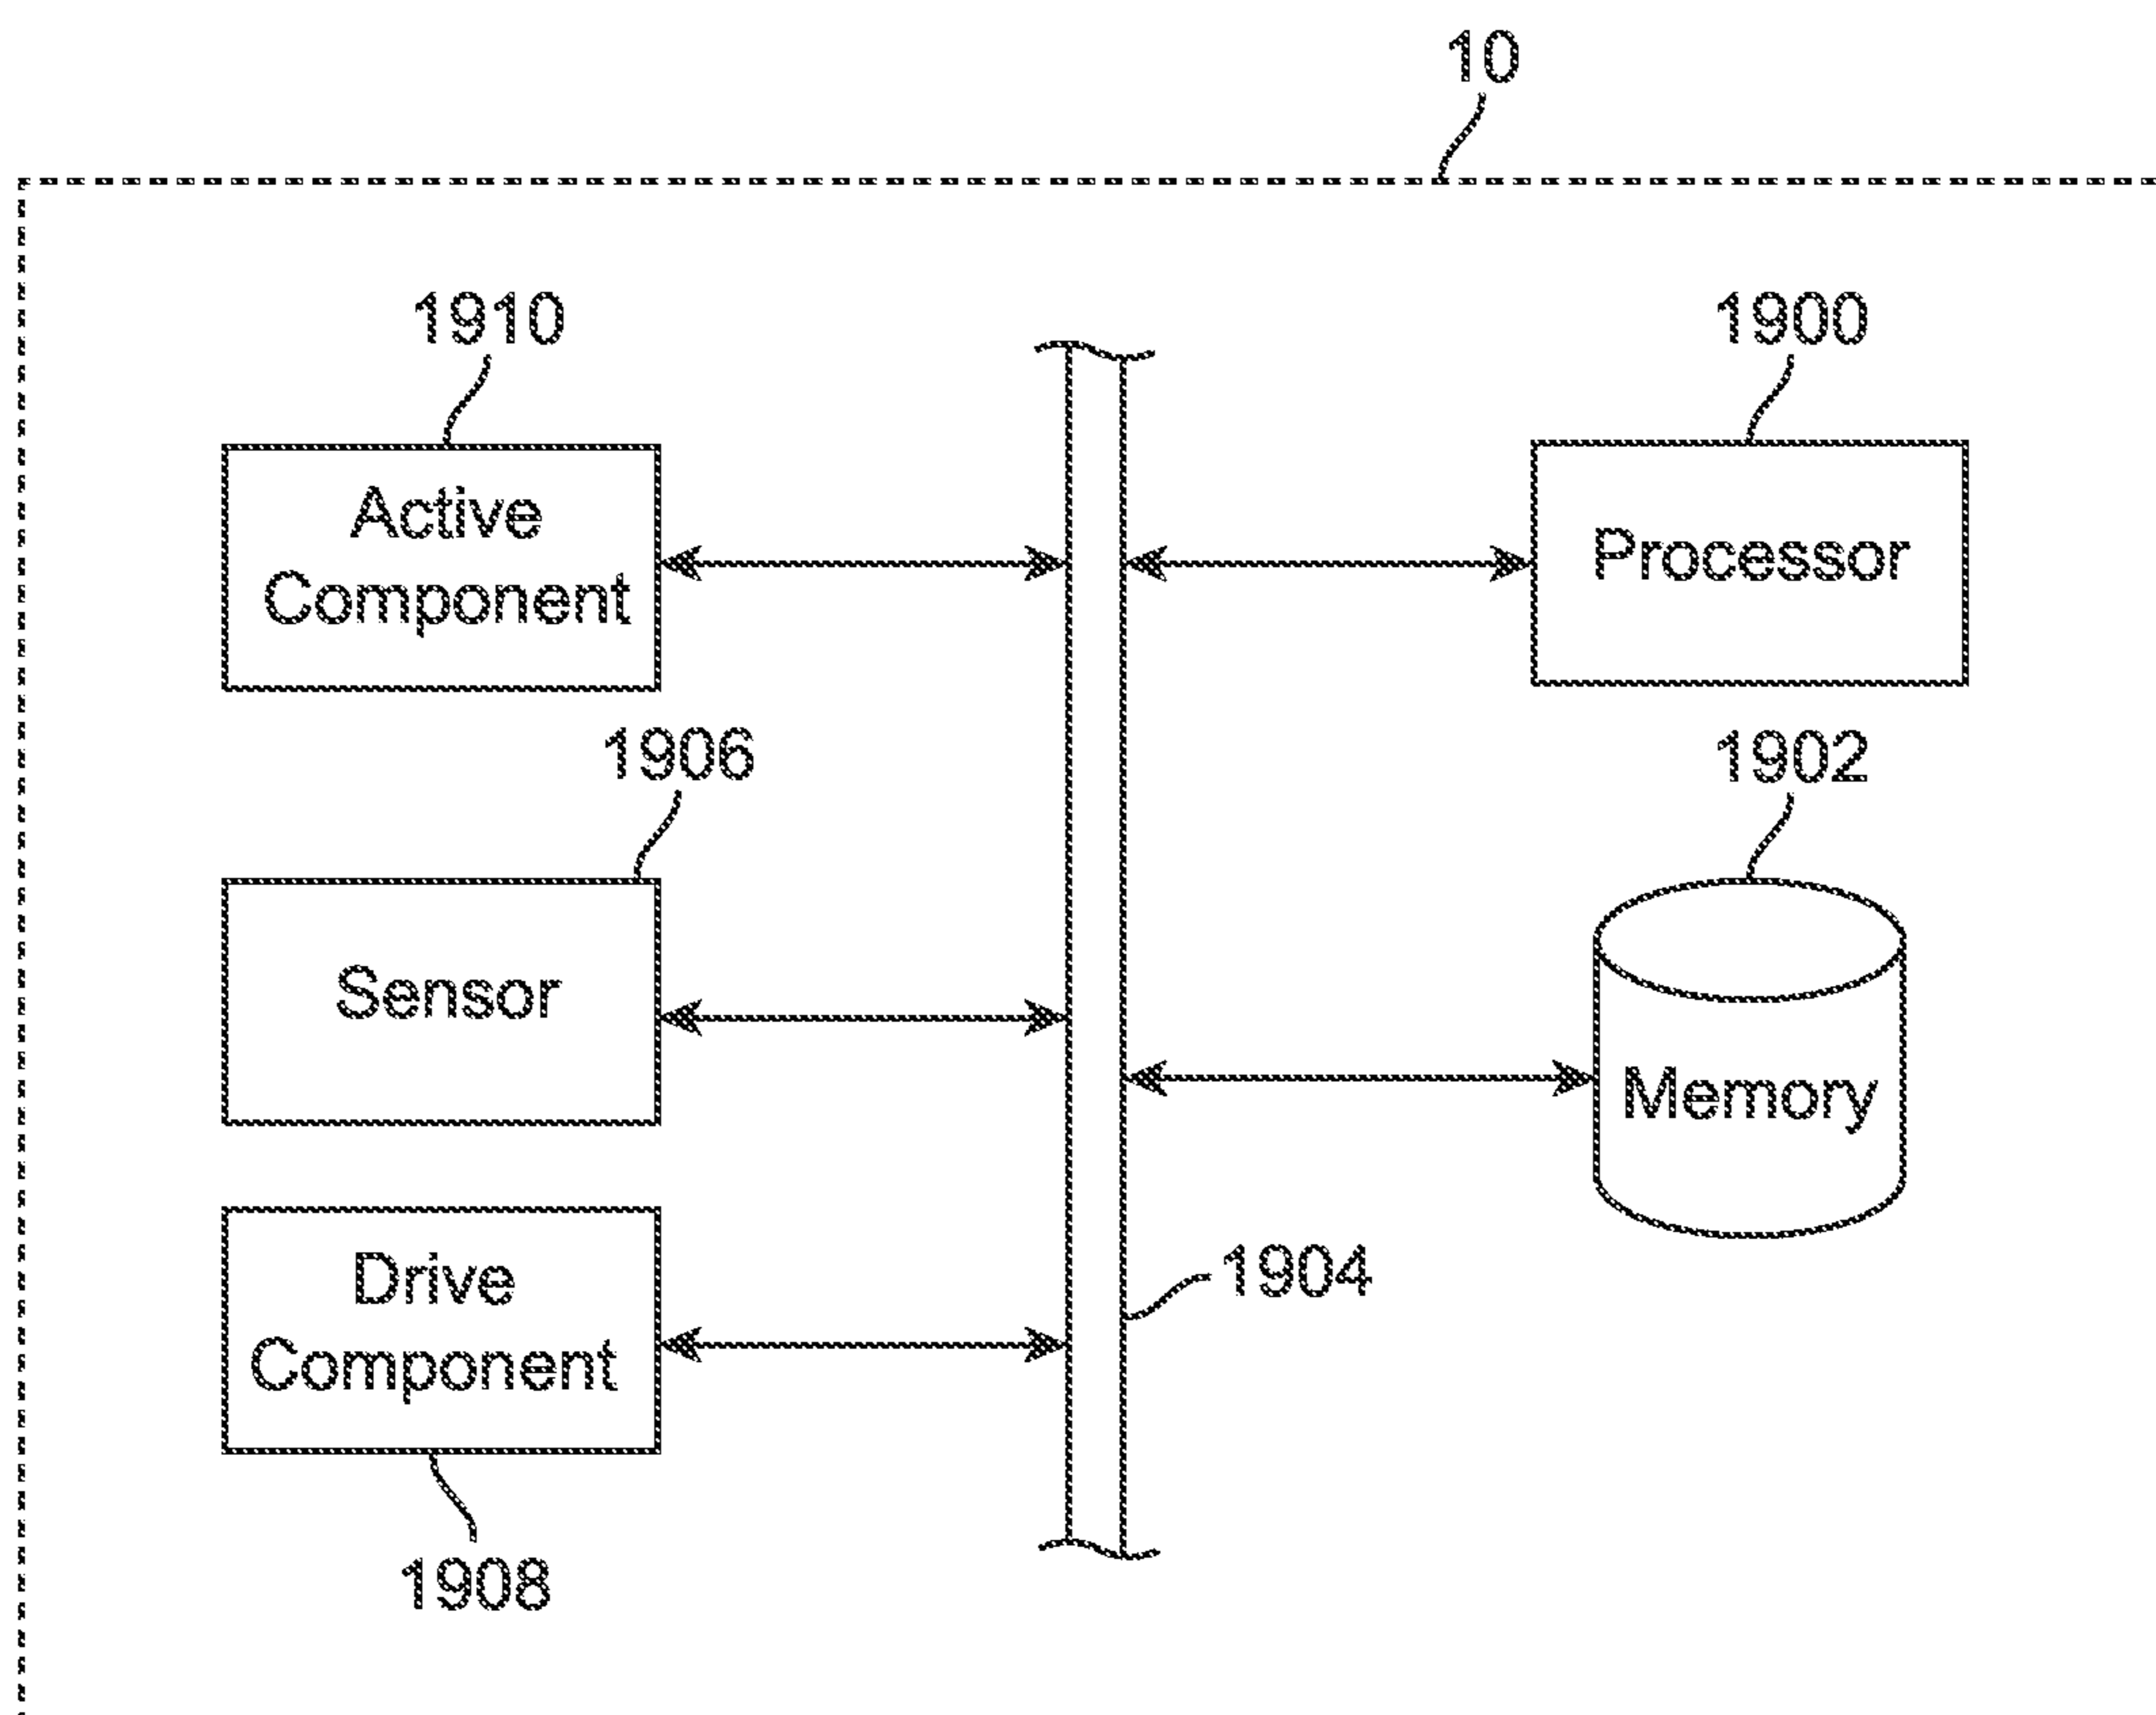 10
1910
1900
Active
Component
Processor
1906
1902
Sensor
Memory
Drive
Component
1904
1908